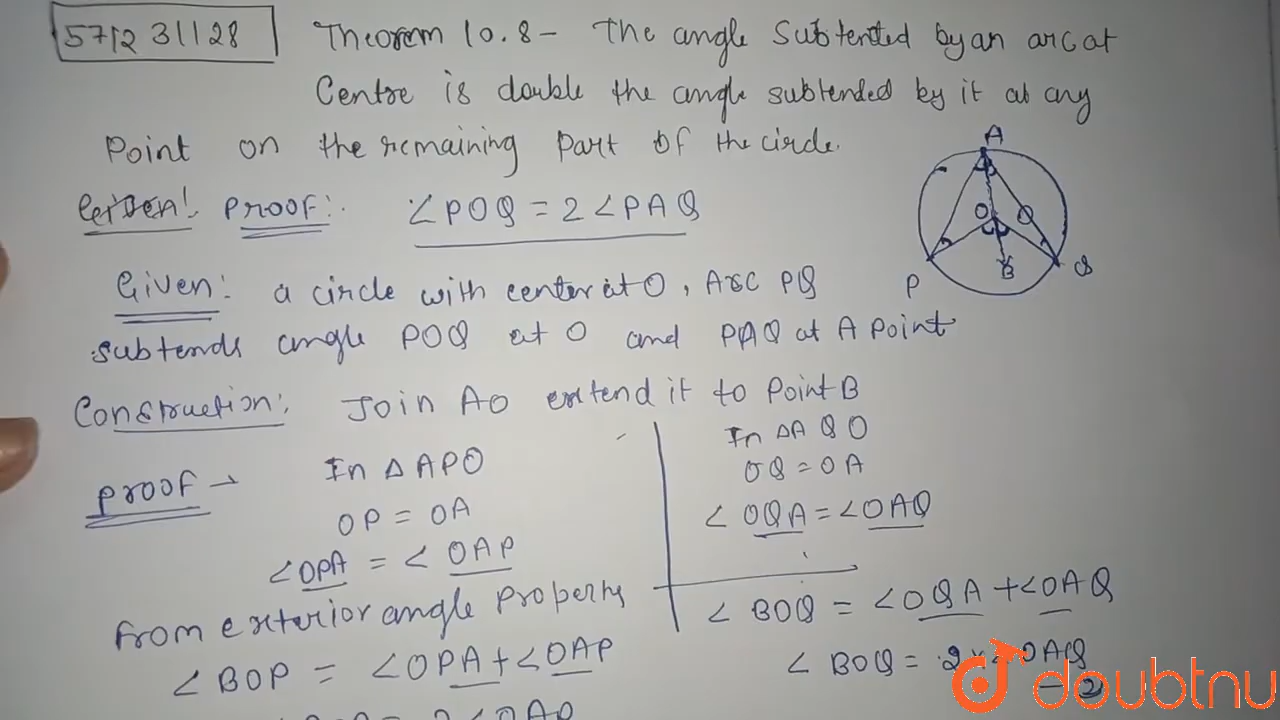 571231128
Theorem 10.8 - The angle Subtented by an arc at
Centre is double the angle subtended by it at any
Point on the remaining Part of the circle.
PROOF:. ∠POQ = 2∠PAQ
A
O
B
P
Q
Given: a circle with center at O, Arc PQ
subtends angle POQ at O and PAQ at A Point
Construction: Join AO extend it to Point B
PROOF → In △ APO
OP = OA
∠OPA = ∠OAP
From exterior angle Property
∠BOP = ∠OPA + ∠OAP
In △AQO
OQ = OA
∠OQA = ∠OAQ
∠BOQ = ∠OQA + ∠OAQ
∠BOQ = 2×∠OAQ
- 2
doubtnut